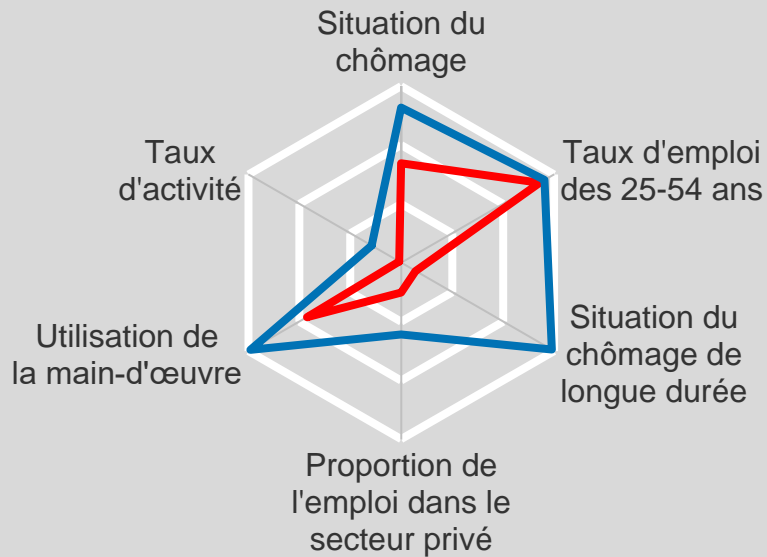 Situation du
chômage
Taux d'emploi
des 25-54 ans
Situation du
chômage de
longue durée
Proportion de
l'emploi dans le
secteur privé
Utilisation de
la main-d'œuvre
Taux
d'activité